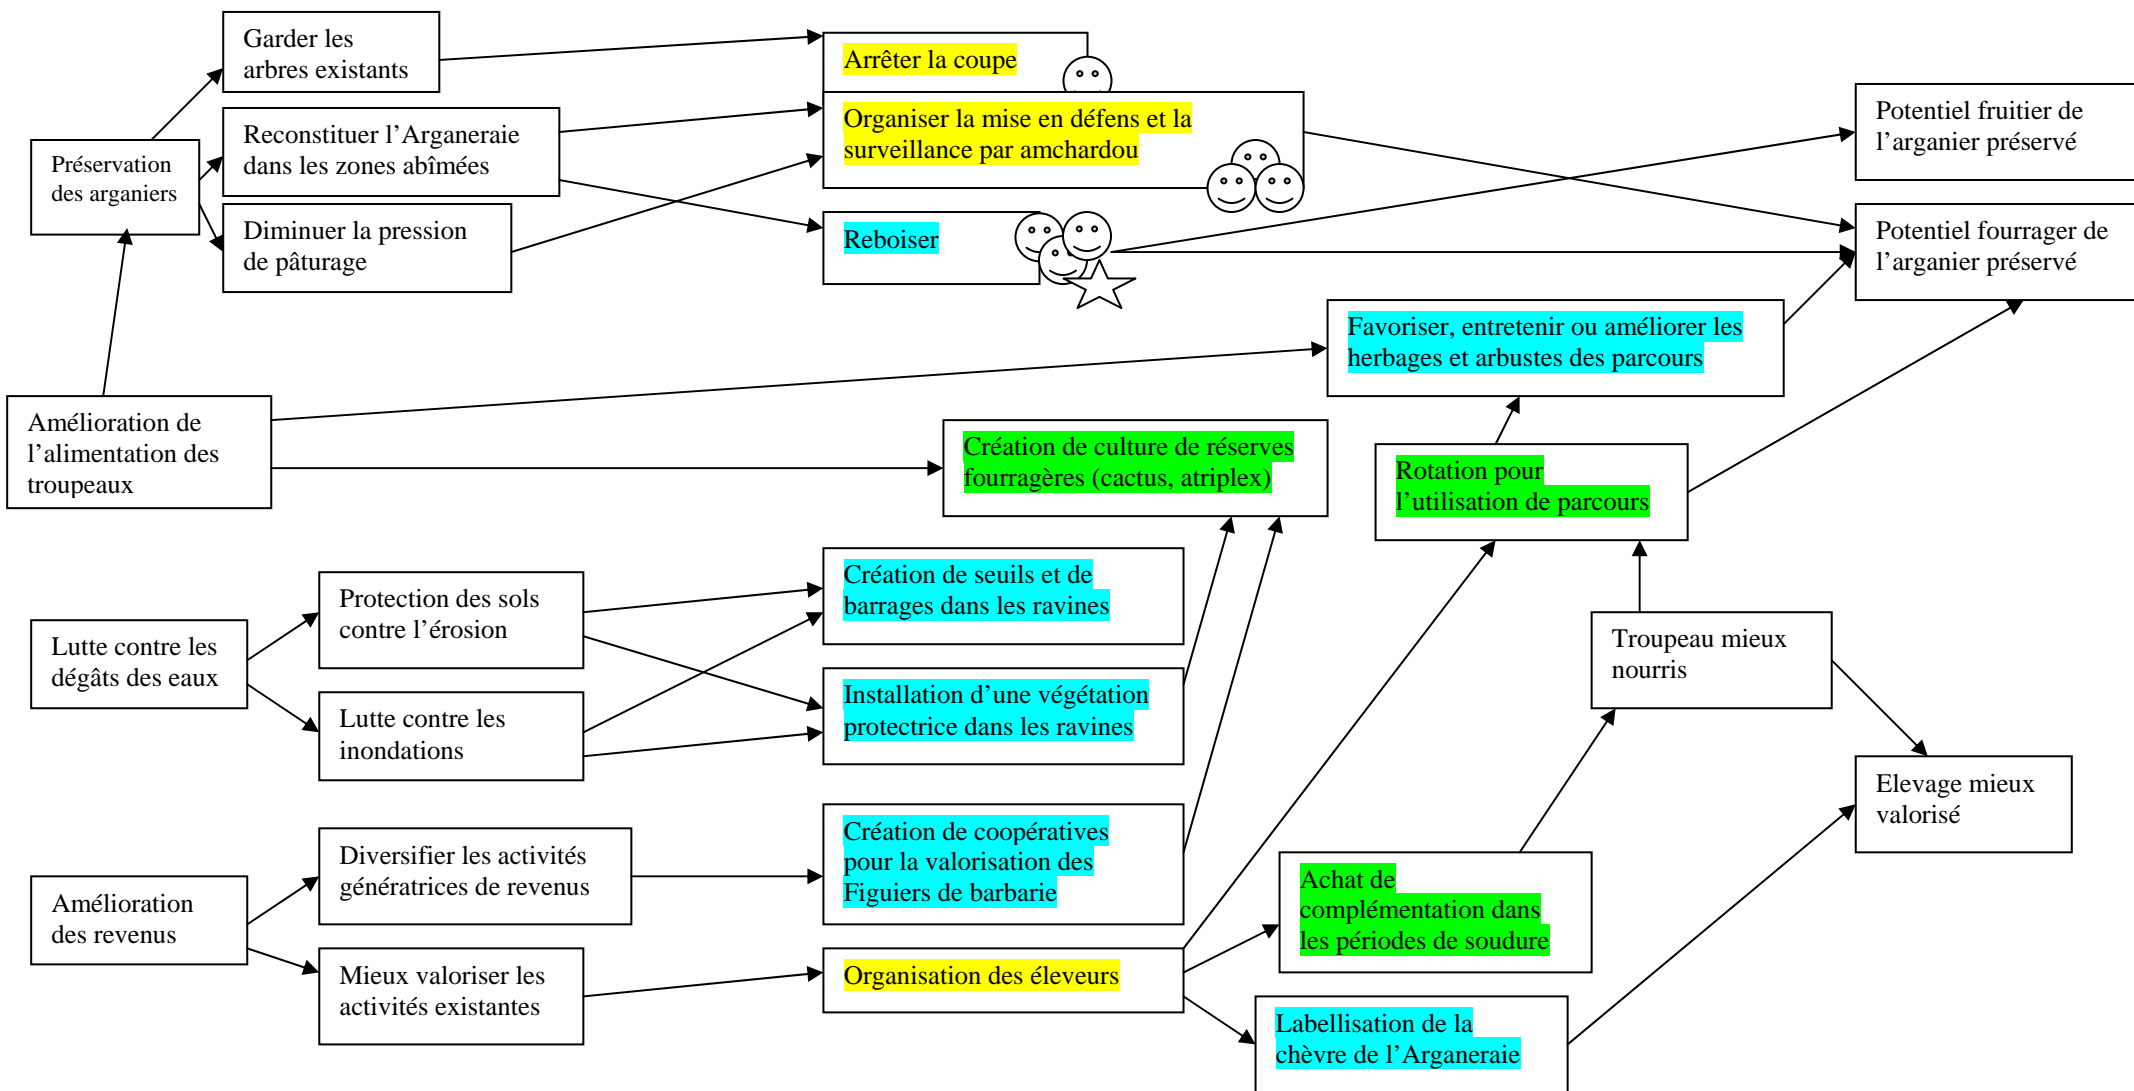 Garder les
arbres existants
Arrêter la coupe
Organiser la mise en défens et la
surveillance par amchardou
Potentiel fruitier de
l’arganier préservé
Préservation
des arganiers
Reconstituer l’Arganeraie
dans les zones abîmées
Diminuer la pression
de pâturage
Reboiser
Potentiel fourrager de
l’arganier préservé
Favoriser, entretenir ou améliorer les
herbages et arbustes des parcours
Amélioration de
l’alimentation des
troupeaux
Création de culture de réserves
fourragères (cactus, atriplex)
Rotation pour
l’utilisation de parcours
Protection des sols
contre l’érosion
Création de seuils et de
barrages dans les ravines
Lutte contre les
dégâts des eaux
Troupeau mieux
nourris
Lutte contre les
inondations
Installation d’une végétation
protectrice dans les ravines
Elevage mieux
valorisé
Diversifier les activités
génératrices de revenus
Création de coopératives
pour la valorisation des
Figuiers de barbarie
Amélioration
des revenus
Achat de
complémentation dans
les périodes de soudure
Mieux valoriser les
activités existantes
Organisation des éleveurs
Labellisation de la
chèvre de l’Arganeraie